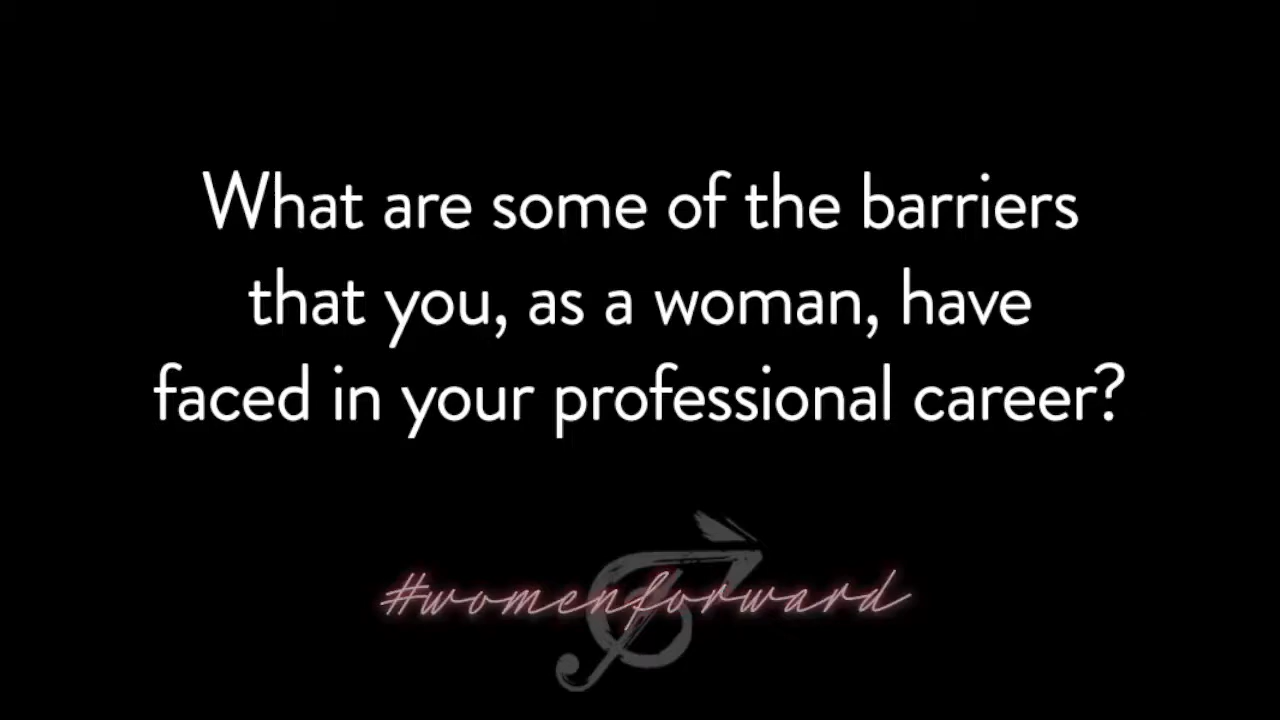 What are some of the barriers
that you, as a woman, have
faced in your professional career?
#womenforward